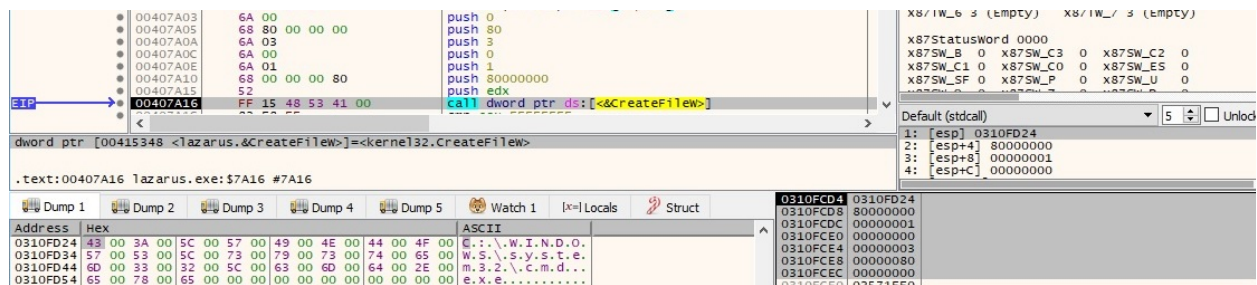 00407A03 6A 00 push 0
00407A05 68 80 00 00 00 push 80
00407A0A 6A 03 push 3
00407A0C 6A 00 push 0
00407A0E 6A 01 push 1
00407A10 68 00 00 00 80 push 80000000
00407A15 52 push edx
EIP 00407A16 FF 15 48 53 41 00 call dword ptr ds:[<&CreateFileW>]
x87TW_6 3 (Empty) x87TW_7 3 (Empty)
x87StatusWord 0000
x87SW_B 0 x87SW_C3 0 x87SW_C2 0
x87SW_C1 0 x87SW_C0 0 x87SW_ES 0
x87SW_SF 0 x87SW_P 0 x87SW_U 0
Default (stdcall) 5 Unlock
1: [esp] 0310FD24
2: [esp+4] 80000000
3: [esp+8] 00000001
4: [esp+C] 00000000
dword ptr [00415348 <lazarus.&CreateFileW>]=<kernel32.CreateFileW>
.text:00407A16 lazarus.exe:$7A16 #7A16
Dump 1 Dump 2 Dump 3 Dump 4 Dump 5 Watch 1 [x=] Locals Struct
Address Hex ASCII
0310FD24 43 00 3A 00 5C 00 57 00 49 00 4E 00 44 00 4F 00 C.:.\.W.I.N.D.O.
0310FD34 57 00 53 00 5C 00 73 00 79 00 73 00 74 00 65 00 W.S.\.s.y.s.t.e.
0310FD44 6D 00 33 00 32 00 5C 00 63 00 6D 00 64 00 2E 00 m.3.2.\.c.m.d...
0310FD54 65 00 78 00 65 00 00 00 00 00 00 00 00 00 00 00 e.x.e...........
0310FCD4 0310FD24
0310FCD8 80000000
0310FCDC 00000001
0310FCE0 00000000
0310FCE4 00000003
0310FCE8 00000080
0310FCEC 00000000